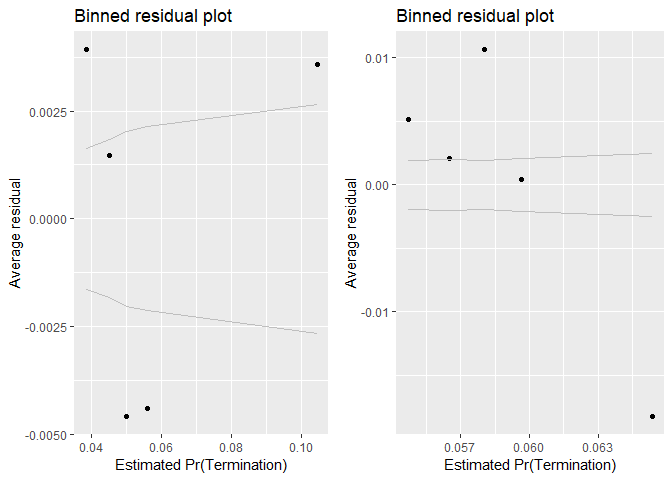 Binned residual plot
Average residual
0.0025
0.0000
-0.0025
-0.0050
0.04 0.06 0.08 0.10
Estimated Pr(Termination)
Binned residual plot
Average residual
0.01
0.00
-0.01
0.057 0.060 0.063
Estimated Pr(Termination)